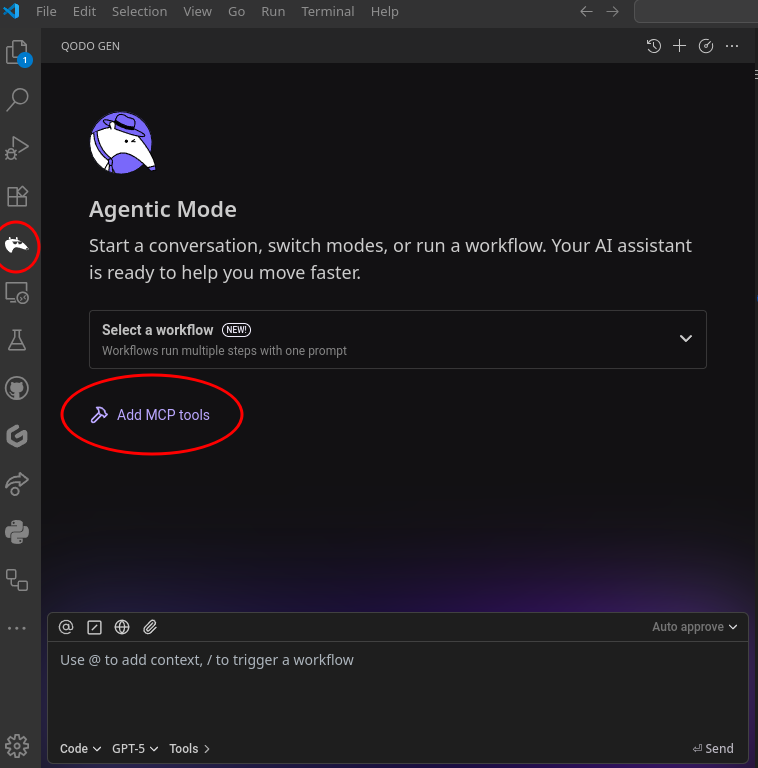 File Edit Selection View Go Run Terminal Help
1
QODO GEN
Agentic Mode
Start a conversation, switch modes, or run a workflow. Your AI assistant
is ready to help you move faster.
Select a workflow NEW!
Workflows run multiple steps with one prompt
Add MCP tools
Auto approve
Use @ to add context, / to trigger a workflow
Code GPT-5 Tools Send